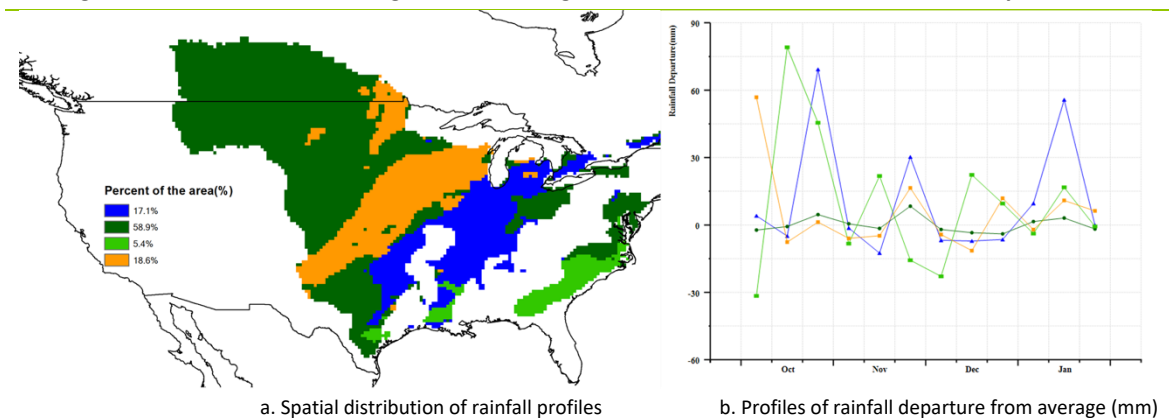 Percent of the area(%)
17.1%
58.9%
5.4%
18.6%
a. Spatial distribution of rainfall profiles
Rainfall Departure(mm)
90
60
30
0
-30
-60
Oct
Nov
Dec
Jan
b. Profiles of rainfall departure from average (mm)